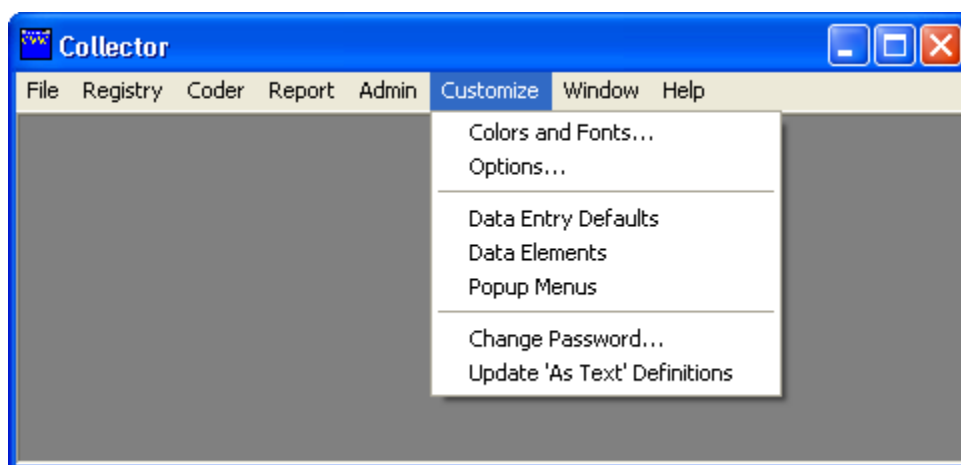 Collector
File Registry Coder Report Admin Customize Window Help
Colors and Fonts...
Options...
Data Entry Defaults
Data Elements
Popup Menus
Change Password...
Update 'As Text' Definitions